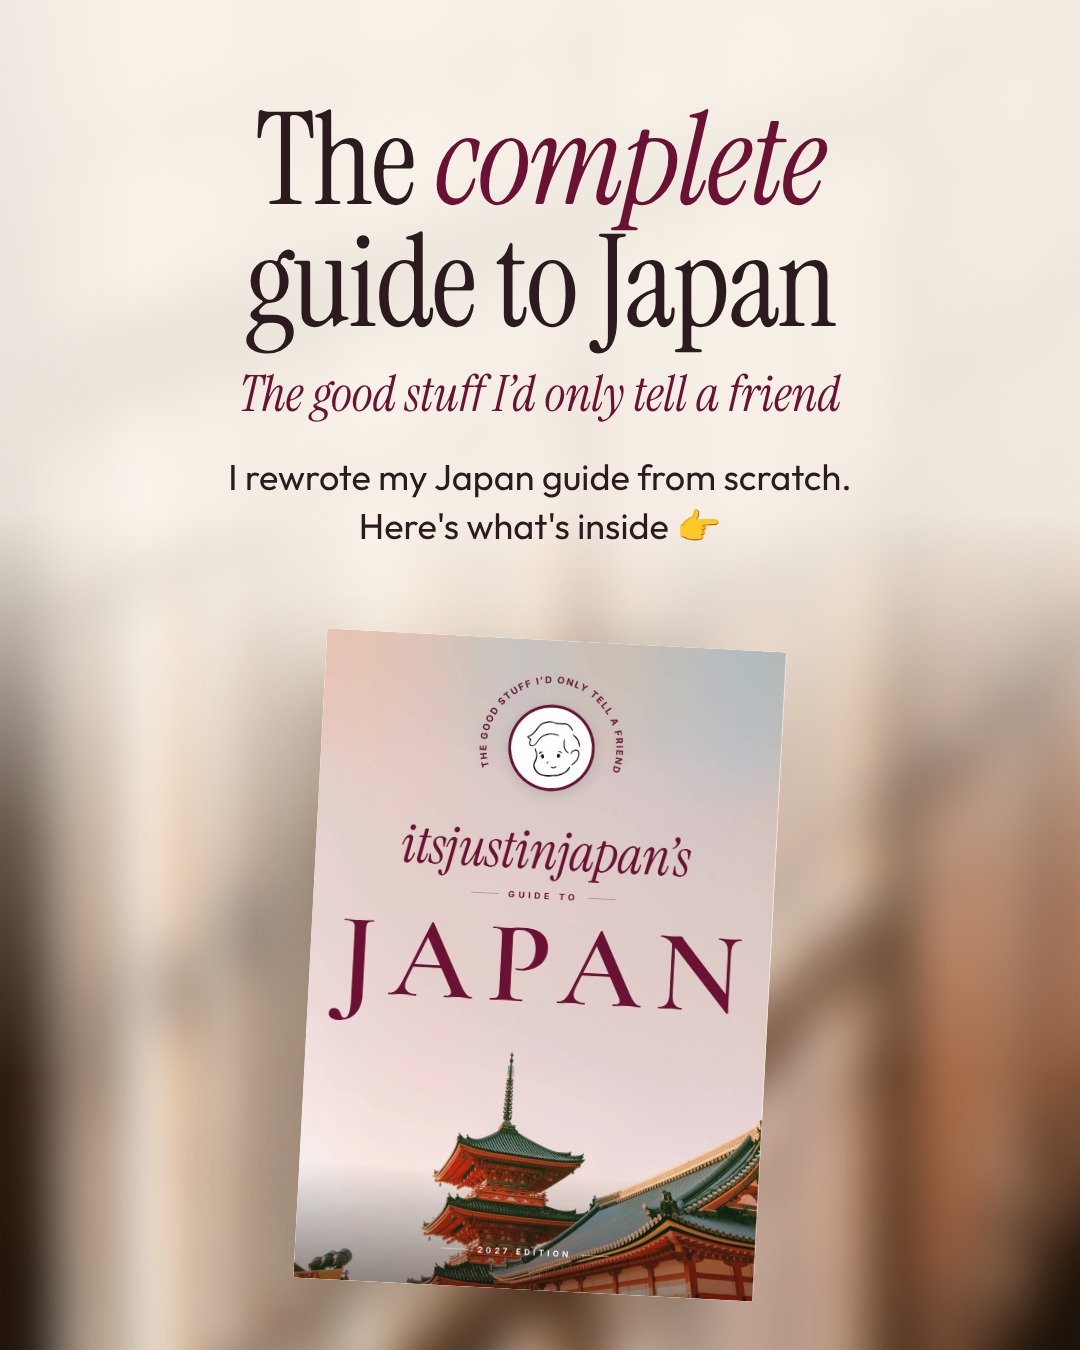 The complete
guide to Japan
The good stuff I'd only tell a friend
I rewrote my Japan guide from scratch.
Here's what's inside 👉
THE GOOD STUFF I'D ONLY TELL A FRIEND
itsjustinjapan's
GUIDE TO
JAPAN
2027 EDITION